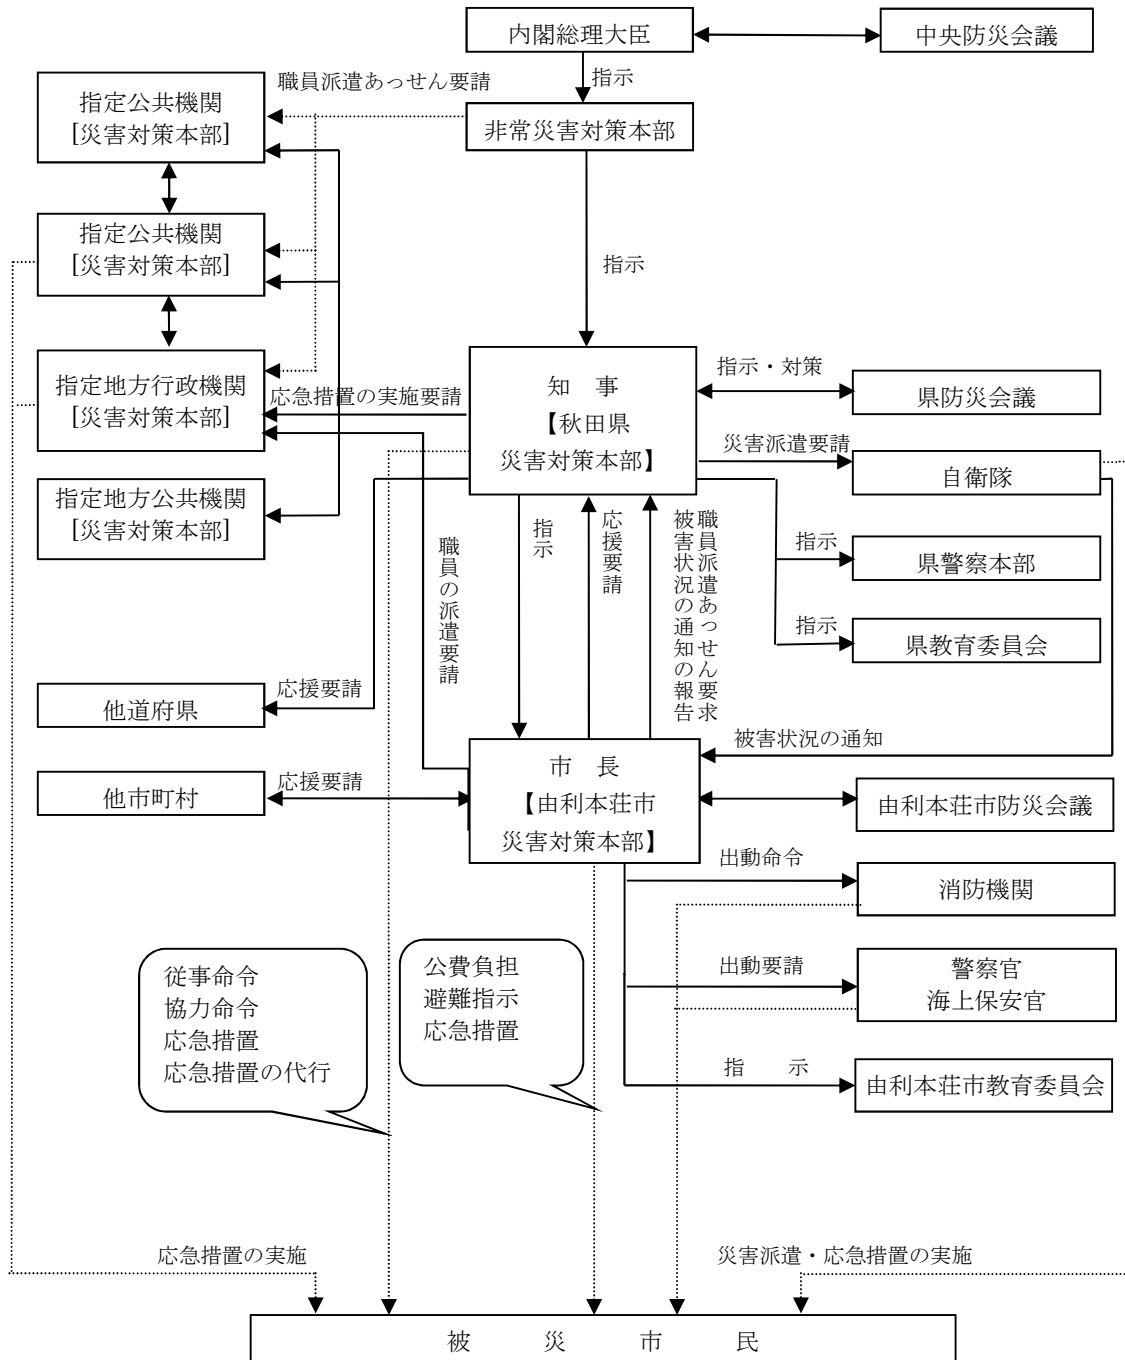 内閣総理大臣
中央防災会議
指示
職員派遣あっせん要請
指定公共機関
[災害対策本部]
非常災害対策本部
指定公共機関
[災害対策本部]
指示
指定地方行政機関
[災害対策本部]
応急措置の実施要請
知 事
【秋田県
災害対策本部】
指示・対策
県防災会議
災害派遣要請
自衛隊
指定地方公共機関
[災害対策本部]
職員の派遣要請
指示
応援要請
職員派遣あっせん要求
被害状況の通知の報告
指示
県警察本部
指示
県教育委員会
他道府県
応援要請
被害状況の通知
他市町村
応援要請
市 長
【由利本荘市
災害対策本部】
由利本荘市防災会議
出動命令
消防機関
従事命令
協力命令
応急措置
応急措置の代行
公費負担
避難指示
応急措置
出動要請
警察官
海上保安官
指 示
由利本荘市教育委員会
応急措置の実施
災害派遣・応急措置の実施
被 災 市 民